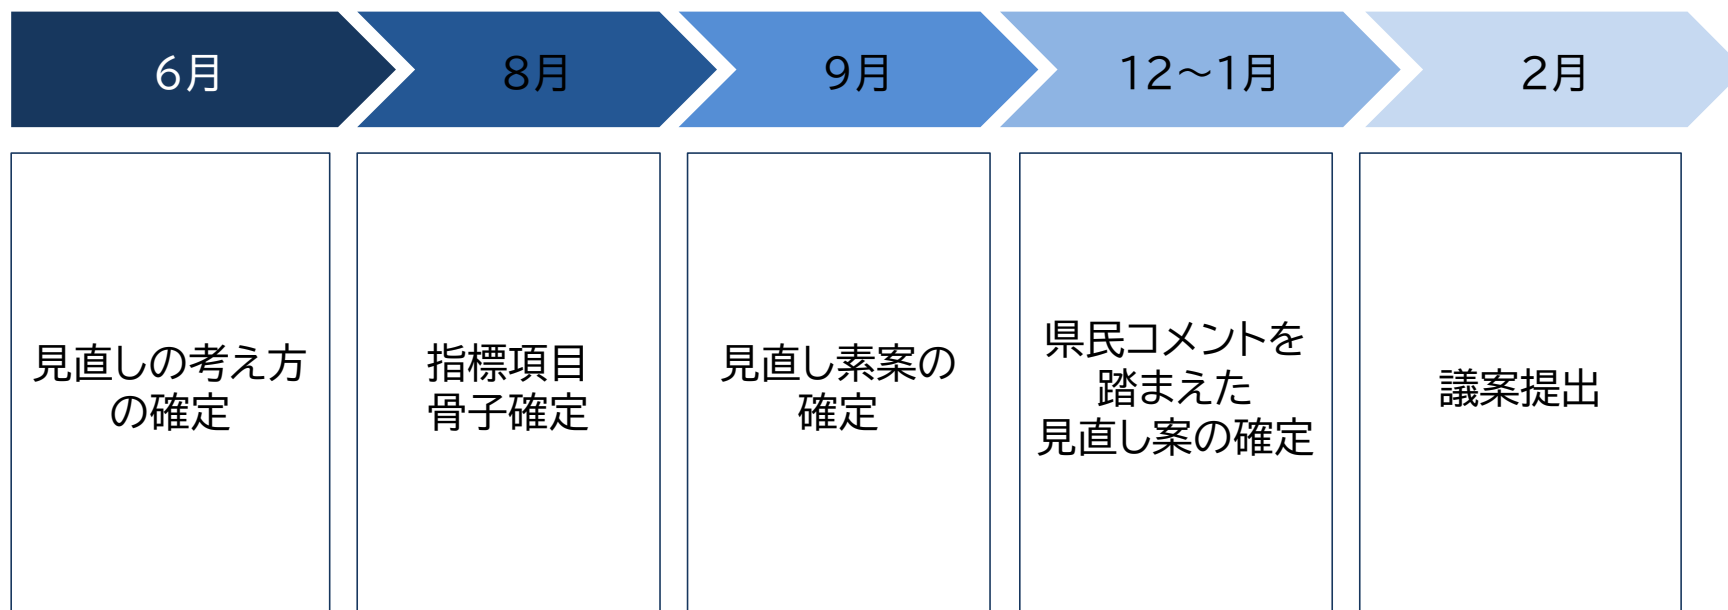 6月
8月
9月
12～1月
2月
見直しの考え方
の確定
指標項目
骨子確定
見直し素案の
確定
県民コメントを
踏まえた
見直し案の確定
議案提出